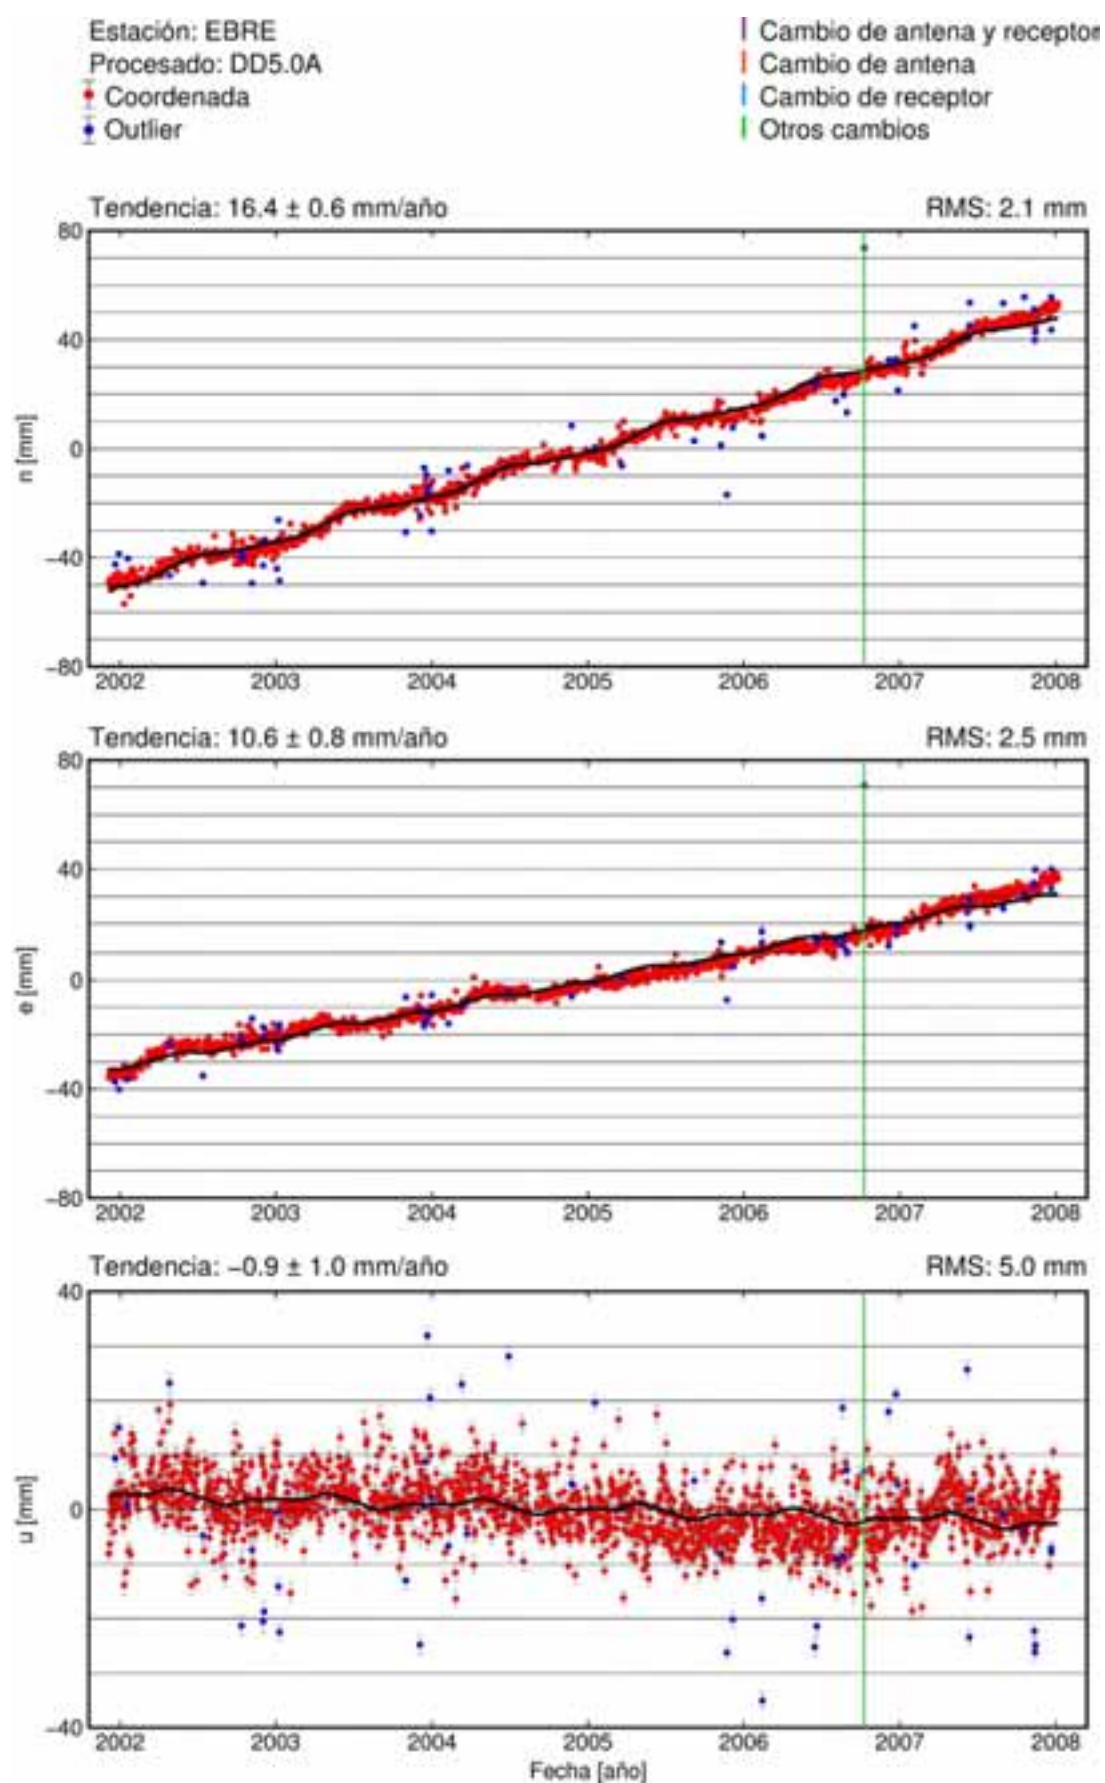 Estación: EBRE
Procesado: DD5.0A
Coordenada
Outlier
Cambio de antena y receptor
Cambio de antena
Cambio de receptor
Otros cambios
Tendencia: 16.4 ± 0.6 mm/año
RMS: 2.1 mm
80
40
0
−40
−80
n [mm]
2002 2003 2004 2005 2006 2007 2008
Tendencia: 10.6 ± 0.8 mm/año
RMS: 2.5 mm
80
40
0
−40
−80
e [mm]
2002 2003 2004 2005 2006 2007 2008
Tendencia: −0.9 ± 1.0 mm/año
RMS: 5.0 mm
40
0
−40
u [mm]
2002 2003 2004 2005 2006 2007 2008
Fecha [año]